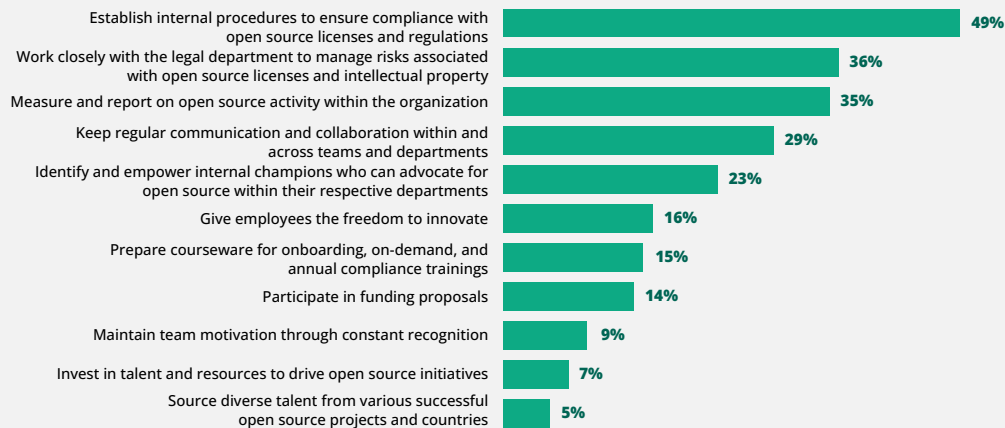 Establish internal procedures to ensure compliance with
open source licenses and regulations
49%
Work closely with the legal department to manage risks associated
with open source licenses and intellectual property
36%
Measure and report on open source activity within the organization
35%
Keep regular communication and collaboration within and
across teams and departments
29%
Identify and empower internal champions who can advocate for
open source within their respective departments
23%
Give employees the freedom to innovate
16%
Prepare courseware for onboarding, on-demand, and
annual compliance trainings
15%
Participate in funding proposals
14%
Maintain team motivation through constant recognition
9%
Invest in talent and resources to drive open source initiatives
7%
Source diverse talent from various successful
open source projects and countries
5%